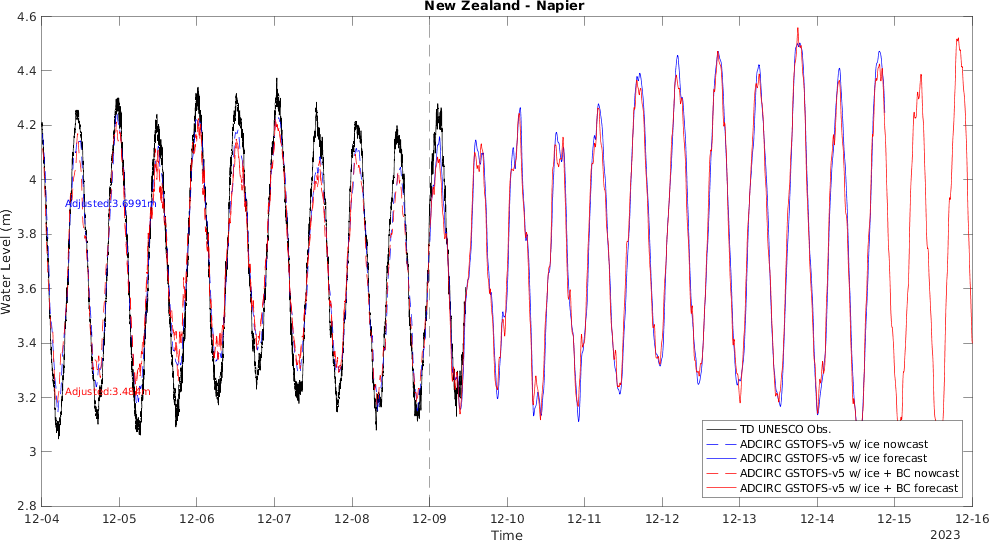 New Zealand - Napier
Water Level (m)
4.6
4.4
4.2
4
3.8
3.6
3.4
3.2
3
2.8
Adjusted:3.6991m
TD UNESCO Obs.
ADCIRC GSTOFS-v5 w/ ice nowcast
ADCIRC GSTOFS-v5 w/ ice forecast
ADCIRC GSTOFS-v5 w/ ice + BC nowcast
ADCIRC GSTOFS-v5 w/ ice + BC forecast
12-04 12-05 12-06 12-07 12-08 12-09 12-10 12-11 12-12 12-13 12-14 12-15 12-16
Time
2023